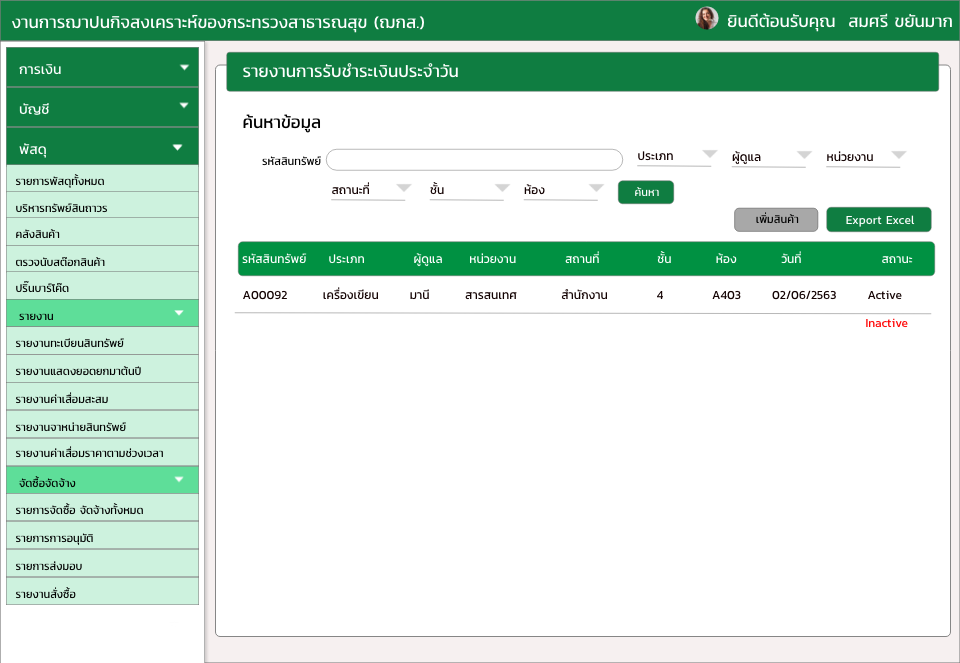 งานการฌาปนกิจสงเคราะห์ของกระทรวงสาธารณสุข (ฌกส.)
ยินดีต้อนรับคุณ สมศรี ขยันมาก
การเงิน
บัญชี
พัสดุ
รายการพัสดุทั้งหมด
บริหารทรัพย์สินถาวร
คลังสินค้า
ตรวจนับสต๊อกสินค้า
ปริ๊นบาร์โค๊ด
รายงาน
รายงานทะเบียนสินทรัพย์
รายงานแสดงยอดยกมาต้นปี
รายงานค่าเสื่อมสะสม
รายงานจาหน่ายสินทรัพย์
รายงานค่าเสื่อมราคาตามช่วงเวลา
จัดซื้อจัดจ้าง
รายการจัดซื้อ จัดจ้างทั้งหมด
รายการการอนุมัติ
รายการส่งมอบ
รายงานสั่งซื้อ
รายงานการรับชำระเงินประจำวัน
ค้นหาข้อมูล
รหัสสินทรัพย์ ประเภท ผู้ดูแล หน่วยงาน
สถานะที่ ชั้น ห้อง ค้นหา
เพิ่มสินค้า Export Excel
รหัสสินทรัพย์ ประเภท ผู้ดูแล หน่วยงาน สถานที่ ชั้น ห้อง วันที่ สถานะ
A00092 เครื่องเขียน มานี สารสนเทศ สำนักงาน 4 A403 02/06/2563 Active
Inactive